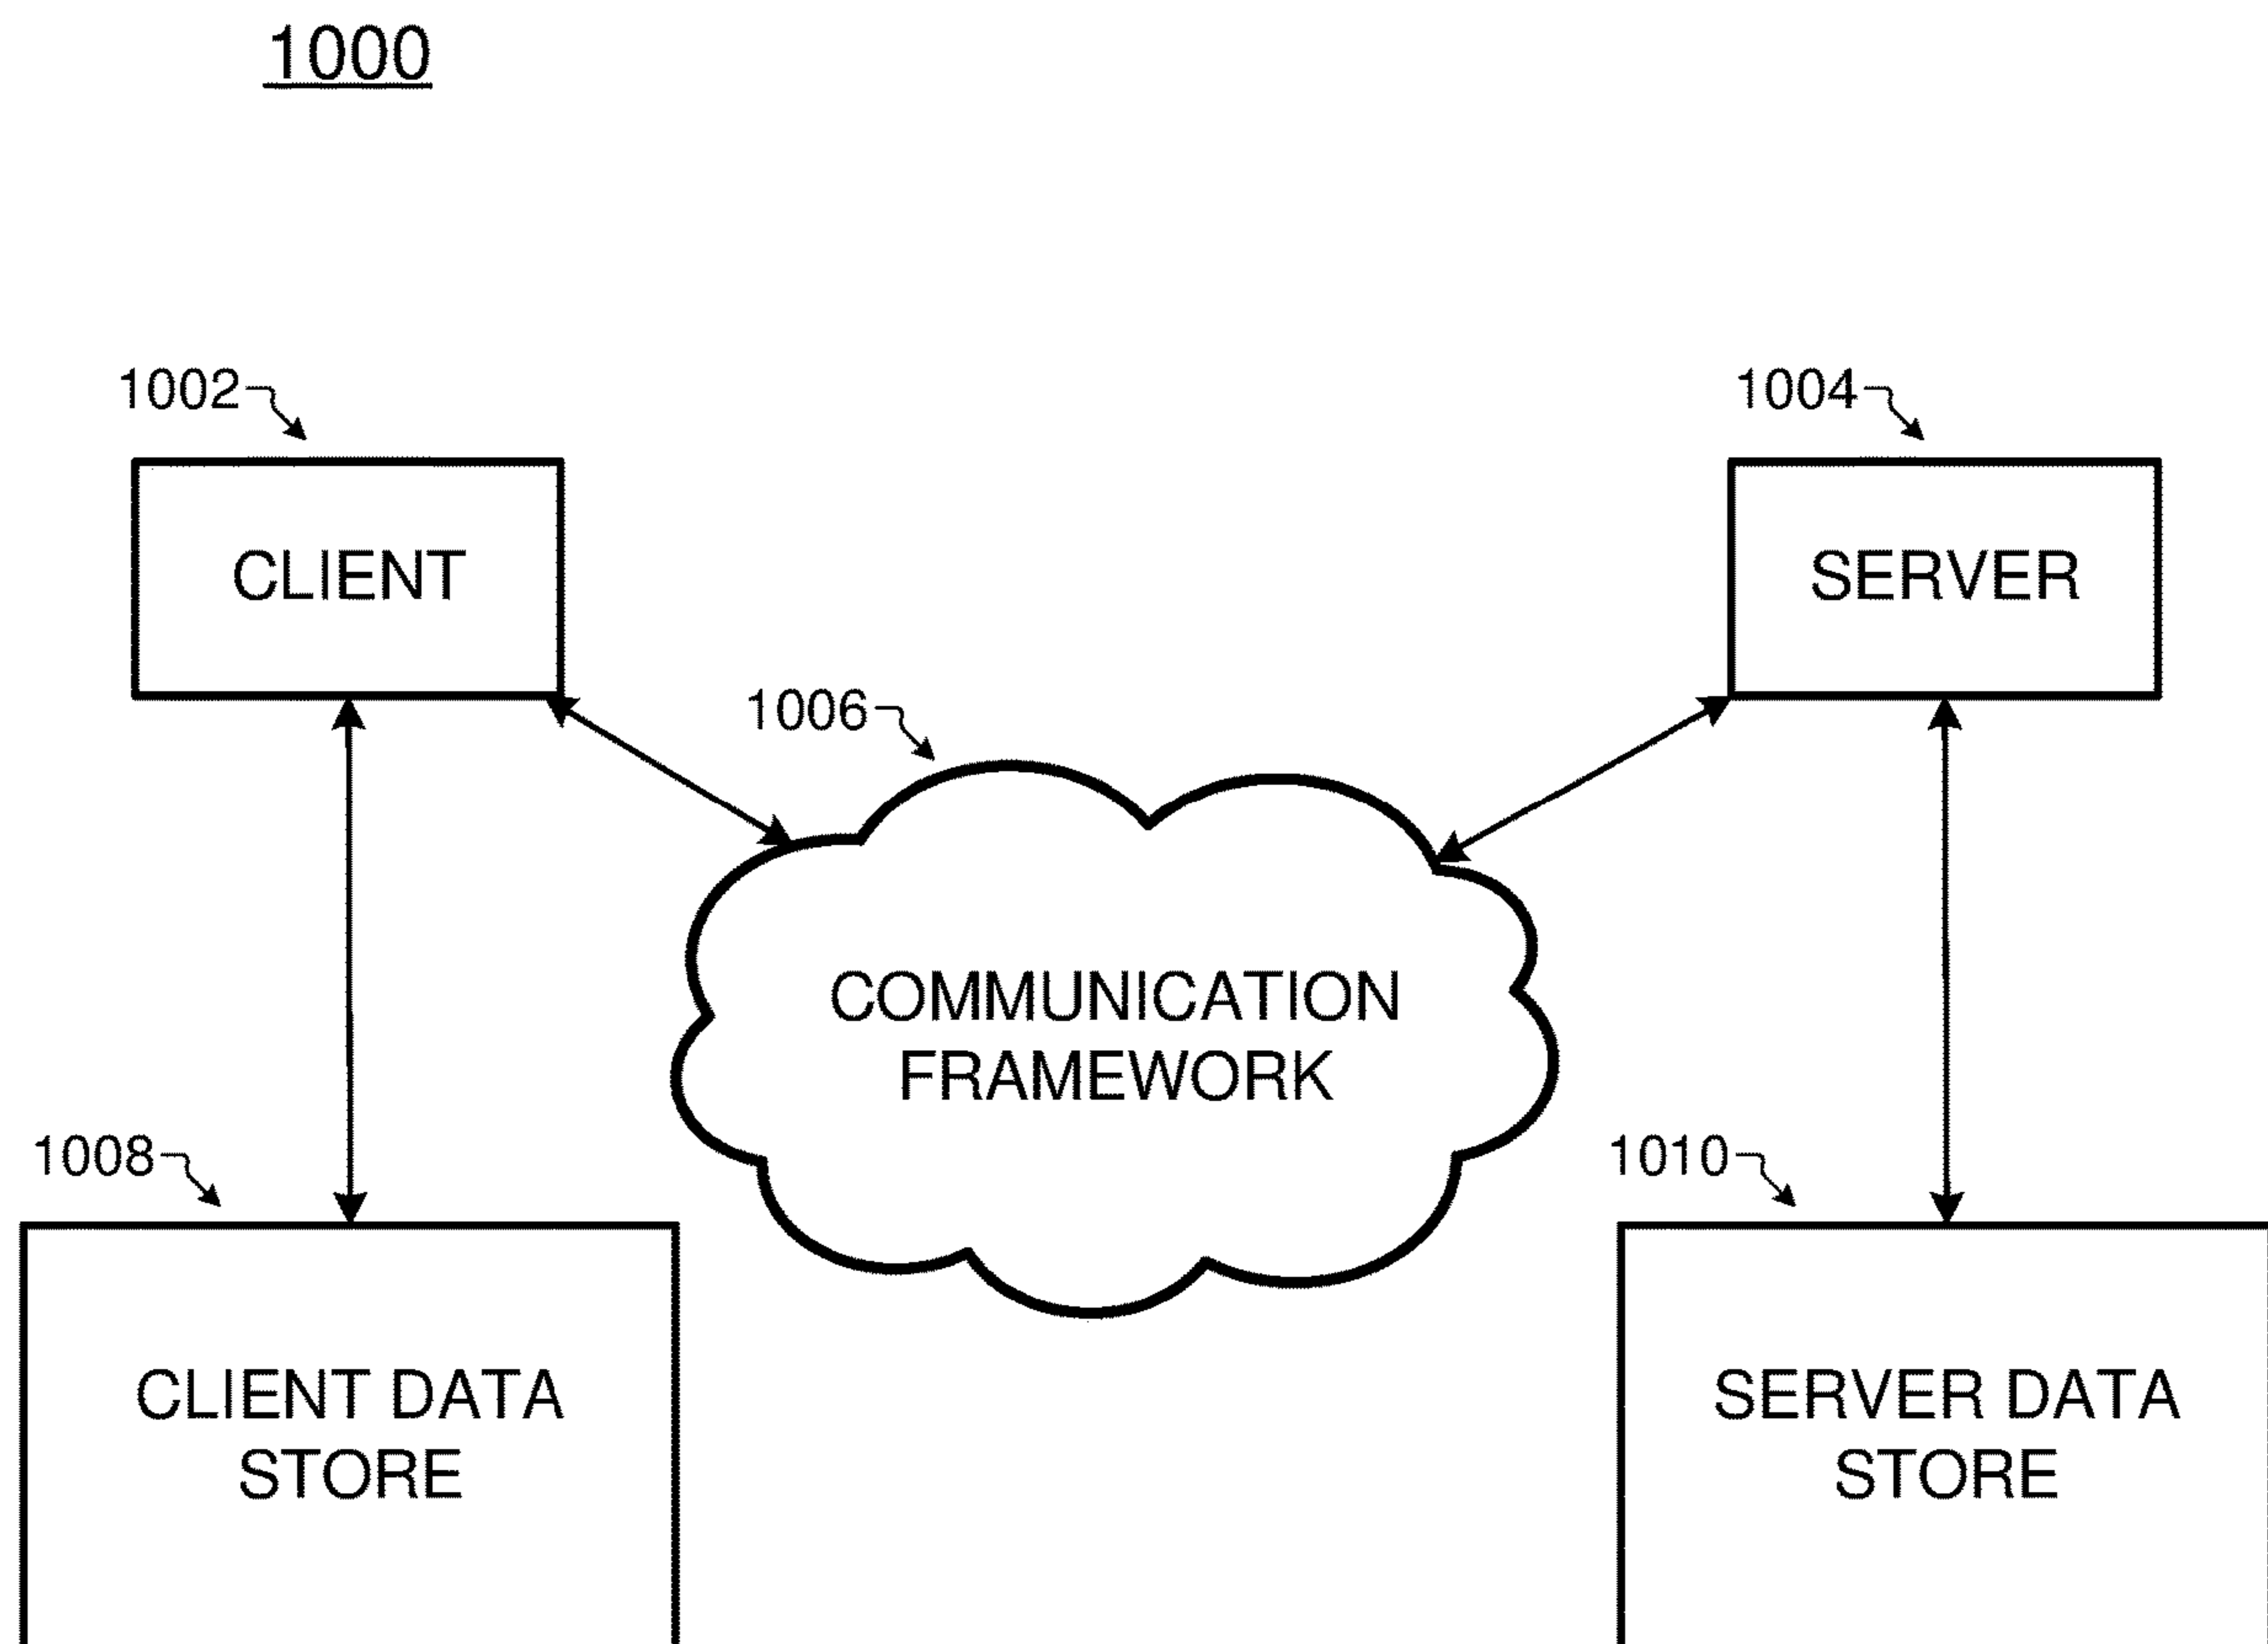 1000
1002
1004
CLIENT
SERVER
1006
COMMUNICATION
FRAMEWORK
1008
1010
CLIENT DATA
STORE
SERVER DATA
STORE